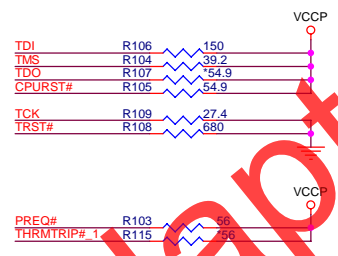 VCCP
TDI R106 150
TMS R104 39.2
TDO R107 *54.9
CPURST# R105 54.9
TCK R109 27.4
TRST# R108 680
VCCP
PREQ# R103 56
THRMTRIP#_1 R115 *56